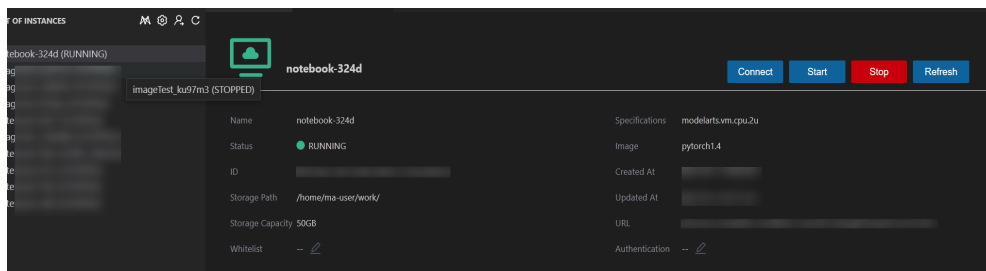 T OF INSTANCES
tebook-324d (RUNNING)
imageTest_ku97m3 (STOPPED)
notebook-324d
Connect Start Stop Refresh
Name notebook-324d Specifications modelarts.vm.cpu.2u
Status RUNNING Image pytorch1.4
ID Created At
Storage Path /home/ma-user/work/ Updated At
Storage Capacity 50GB URL
Whitelist -- Authentication --